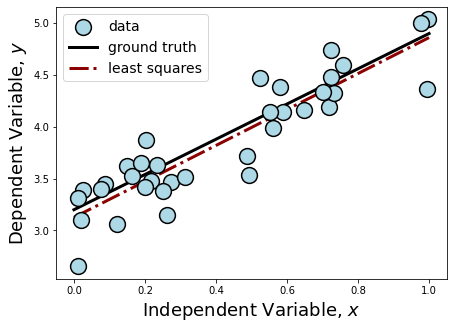 data
ground truth
least squares
Dependent Variable, y
5.0
4.5
4.0
3.5
3.0
0.0 0.2 0.4 0.6 0.8 1.0
Independent Variable, x